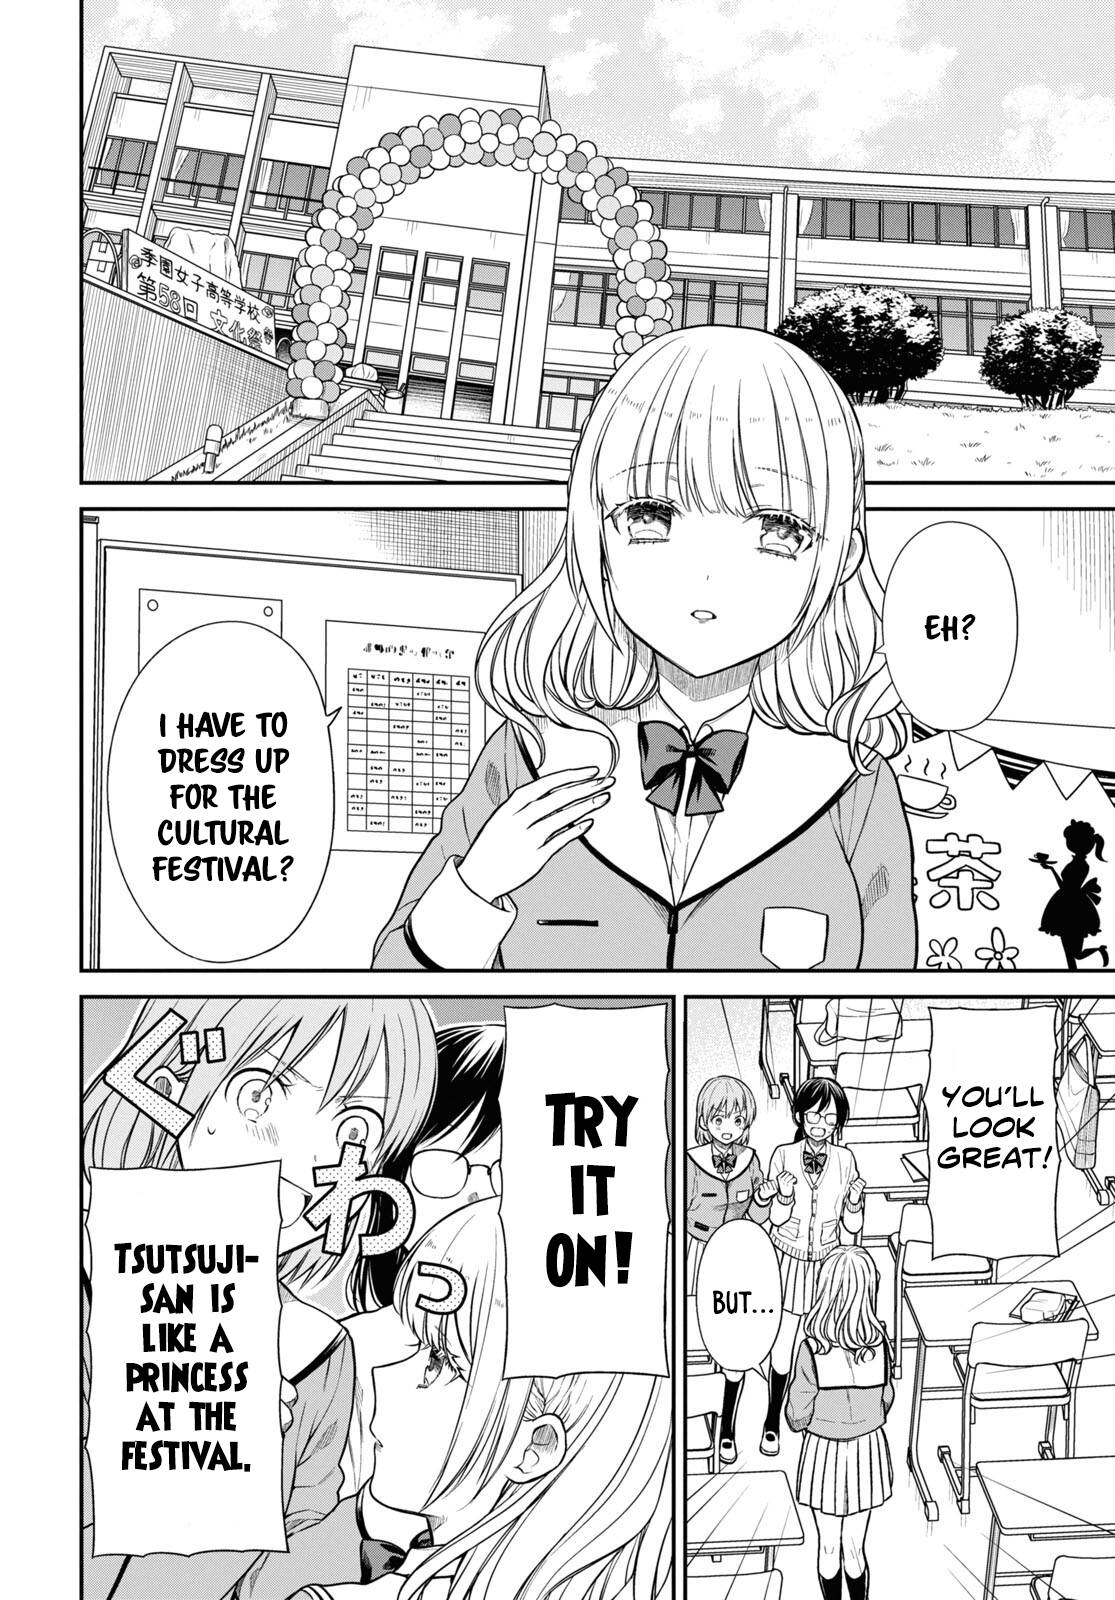 季園女子高等学校
第58回 文化祭
EH?
I HAVE TO
DRESS UP
FOR THE
CULTURAL
FESTIVAL?
茶
YOU'LL
LOOK
GREAT!
BUT...
TRY
IT
ON!
ぐわっ
TSUTSUJI-
SAN IS
LIKE A
PRINCESS
AT THE
FESTIVAL.